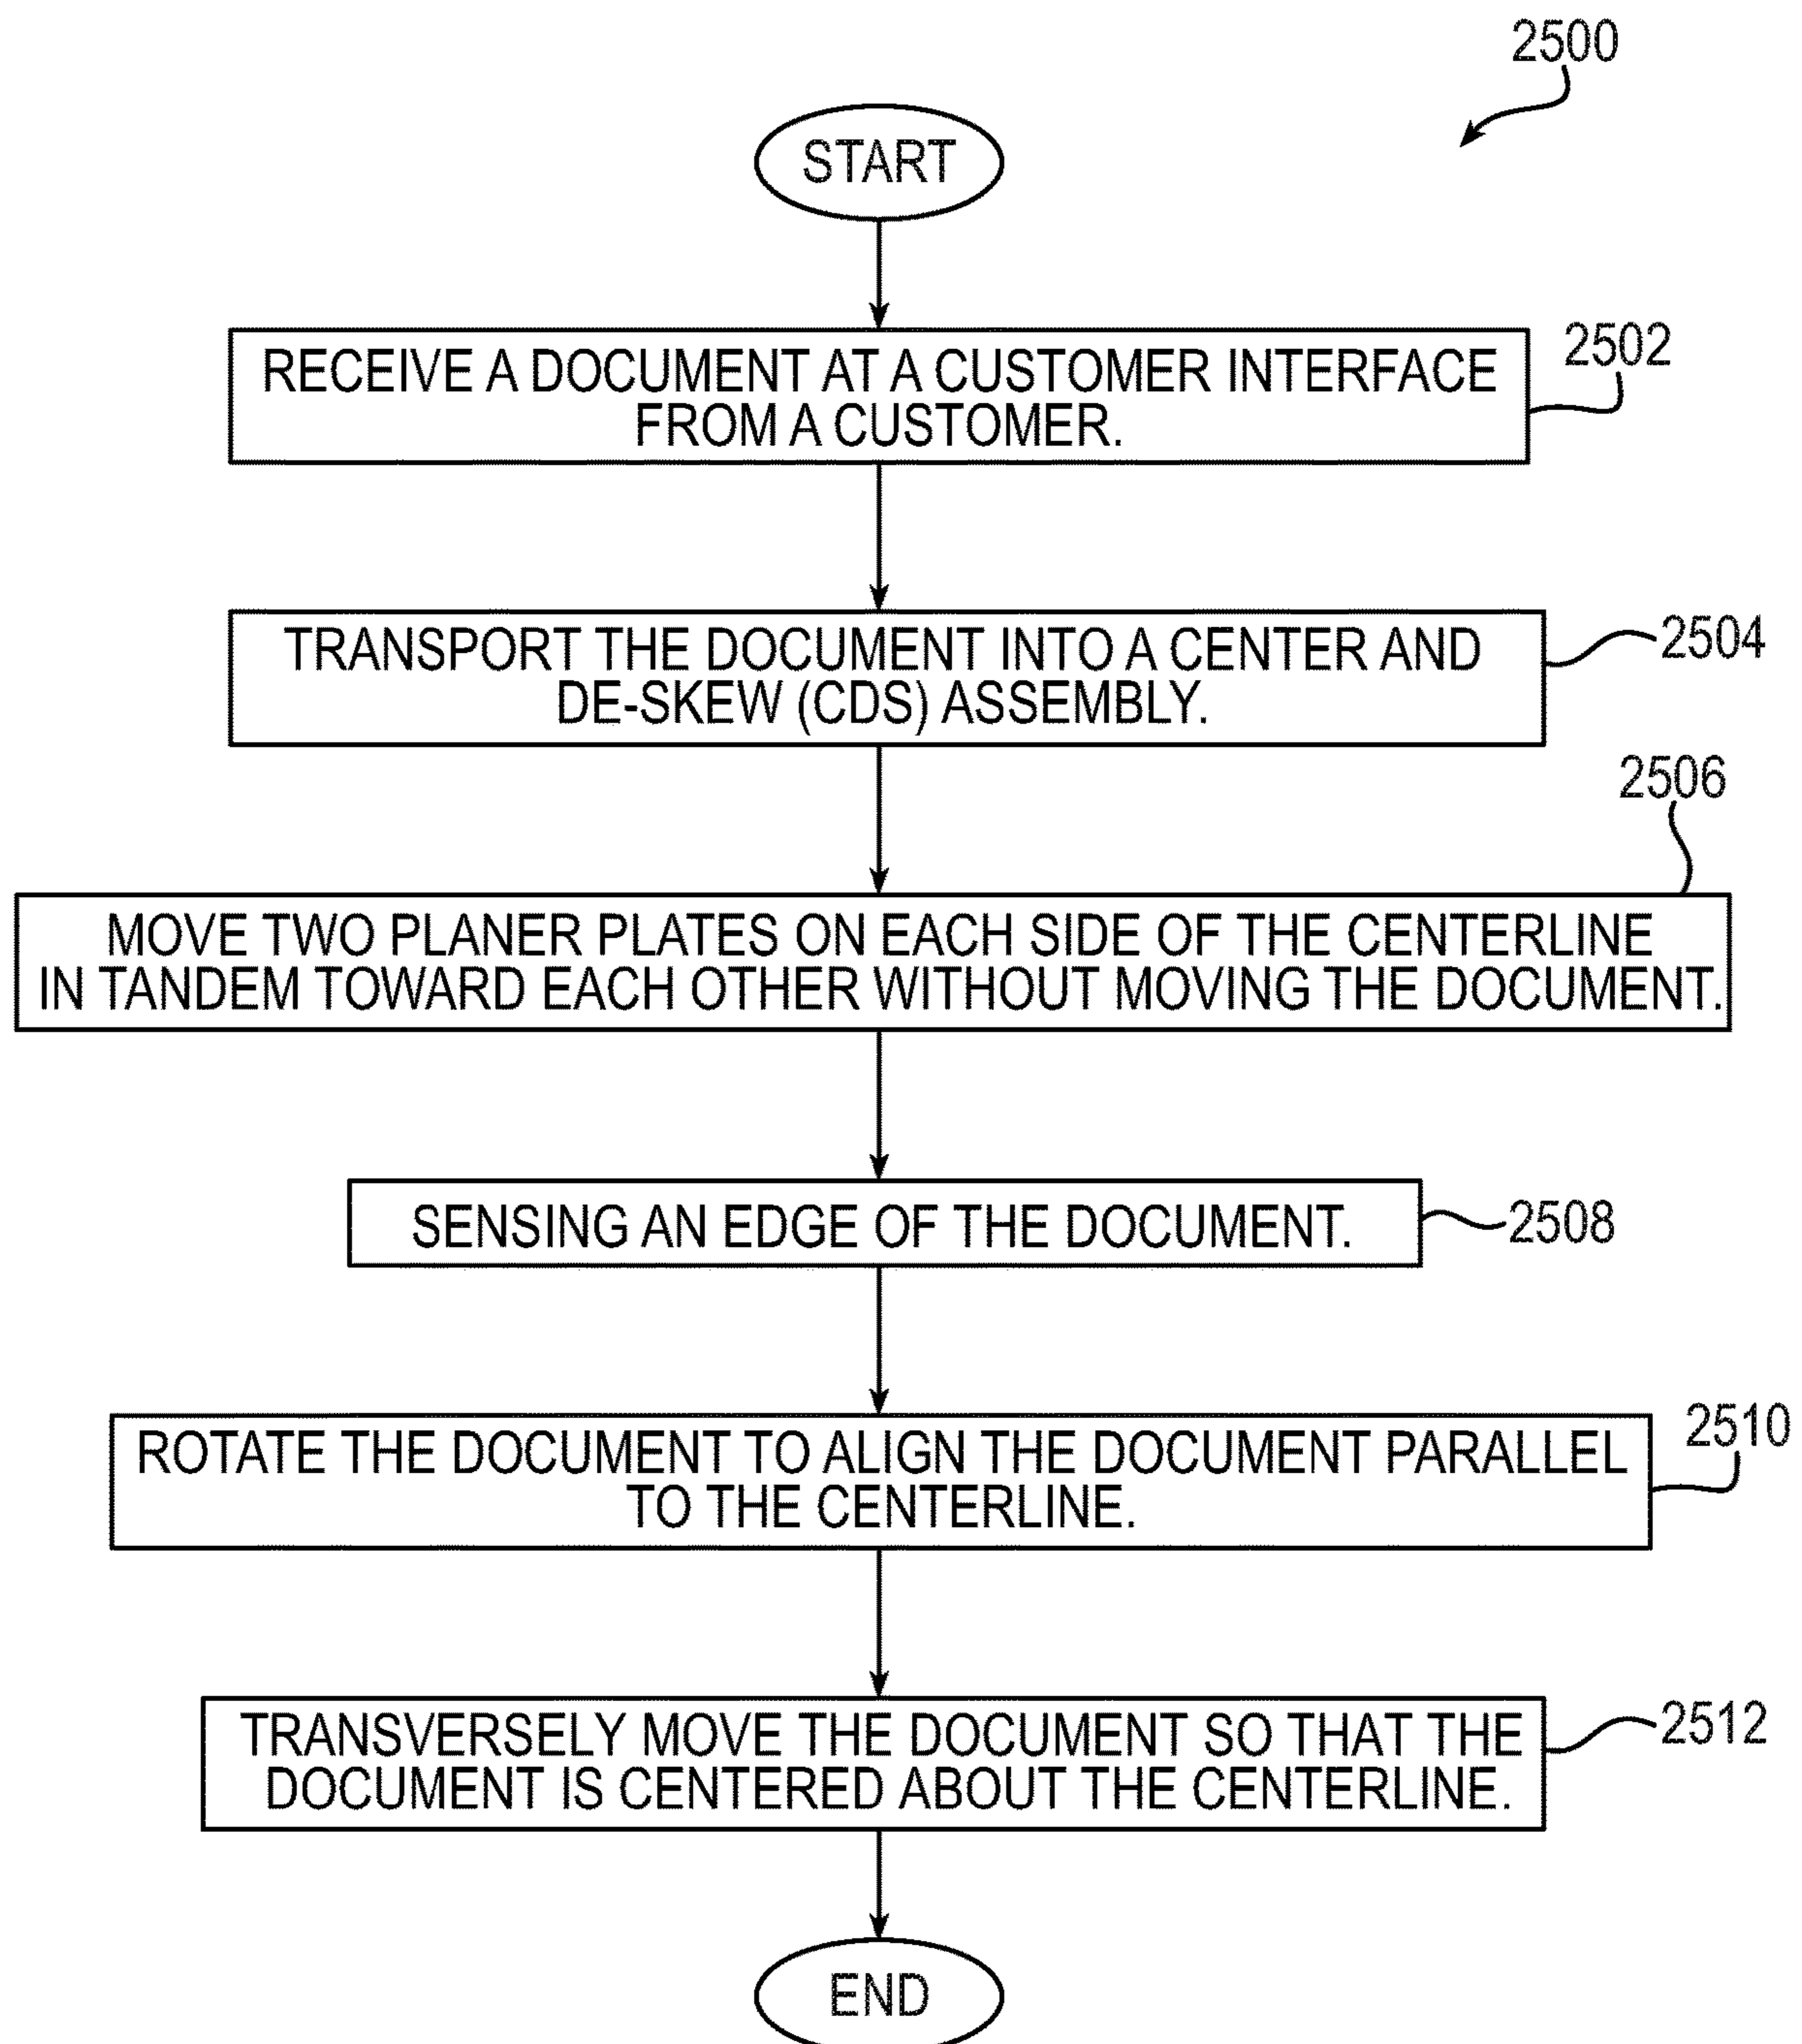 2500
START
RECEIVE A DOCUMENT AT A CUSTOMER INTERFACE
FROM A CUSTOMER.
2502
TRANSPORT THE DOCUMENT INTO A CENTER AND
DE-SKEW (CDS) ASSEMBLY.
2504
2506
MOVE TWO PLANER PLATES ON EACH SIDE OF THE CENTERLINE
IN TANDEM TOWARD EACH OTHER WITHOUT MOVING THE DOCUMENT.
SENSING AN EDGE OF THE DOCUMENT.
2508
ROTATE THE DOCUMENT TO ALIGN THE DOCUMENT PARALLEL
TO THE CENTERLINE.
2510
TRANSVERSELY MOVE THE DOCUMENT SO THAT THE
DOCUMENT IS CENTERED ABOUT THE CENTERLINE.
2512
END